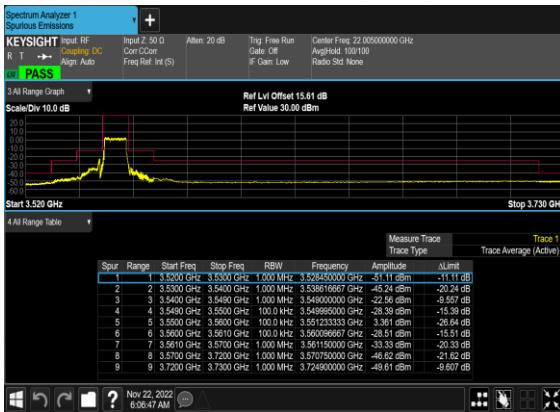 Spectrum Analyzer 1
Spurious Emissions
KEYSIGHT Input: RF Input Z: 50 Ω Atten: 20 dB Trig: Free Run Center Freq: 22.005000000 GHz
R T Coupling: DC Corr CCorr Gate: Off Avg|Hold: 100/100
Align: Auto Freq Ref: Int (S) IF Gain: Low Radio Std: None
PASS
3 All Range Graph
Ref Lvl Offset 15.61 dB
Scale/Div 10.0 dB Ref Value 30.00 dBm
20.0
10.0
0.00
-10.0
-20.0
-30.0
-40.0
-50.0
-60.0
Start 3.520 GHz Stop 3.730 GHz
4 All Range Table
Measure Trace Trace 1
Trace Type Trace Average (Active)
Spur Range Start Freq Stop Freq RBW Frequency Amplitude ΔLimit
1 1 3.5200 GHz 3.5300 GHz 1.000 MHz 3.528450000 GHz -51.11 dBm -11.11 dB
2 2 3.5300 GHz 3.5400 GHz 1.000 MHz 3.538616667 GHz -45.24 dBm -20.24 dB
3 3 3.5400 GHz 3.5490 GHz 1.000 MHz 3.549000000 GHz -22.56 dBm -9.557 dB
4 4 3.5490 GHz 3.5500 GHz 100.0 kHz 3.549995000 GHz -28.39 dBm -15.39 dB
5 5 3.5500 GHz 3.5600 GHz 100.0 kHz 3.551233333 GHz 3.361 dBm -26.64 dB
6 6 3.5600 GHz 3.5610 GHz 100.0 kHz 3.560096667 GHz -28.51 dBm -15.51 dB
7 7 3.5610 GHz 3.5700 GHz 1.000 MHz 3.561150000 GHz -33.33 dBm -20.33 dB
8 8 3.5700 GHz 3.7200 GHz 1.000 MHz 3.570750000 GHz -46.62 dBm -21.62 dB
9 9 3.7200 GHz 3.7300 GHz 1.000 MHz 3.724900000 GHz -49.61 dBm -9.607 dB
Nov 22, 2022
6:06:47 AM